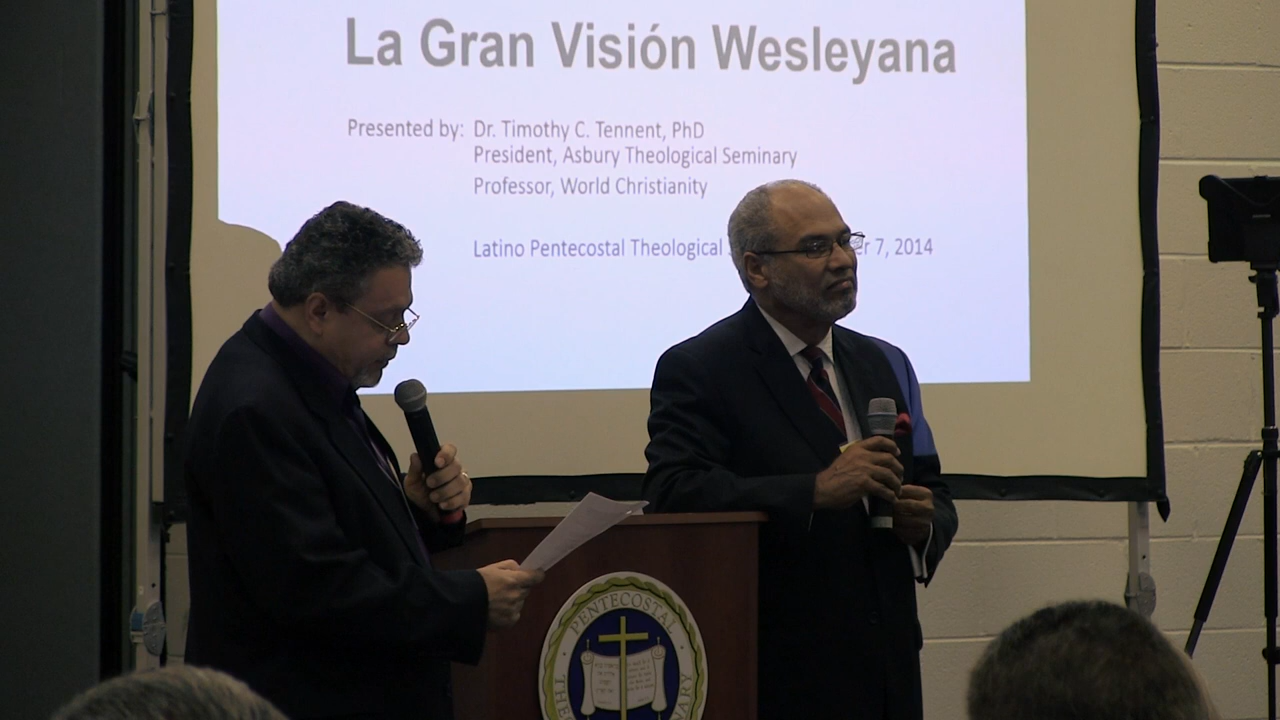 La Gran Visión Wesleyana
Presented by: Dr. Timothy C. Tennent, PhD
President, Asbury Theological Seminary
Professor, World Christianity
Latino Pentecostal Theological er 7, 2014
PENTECOSTAL